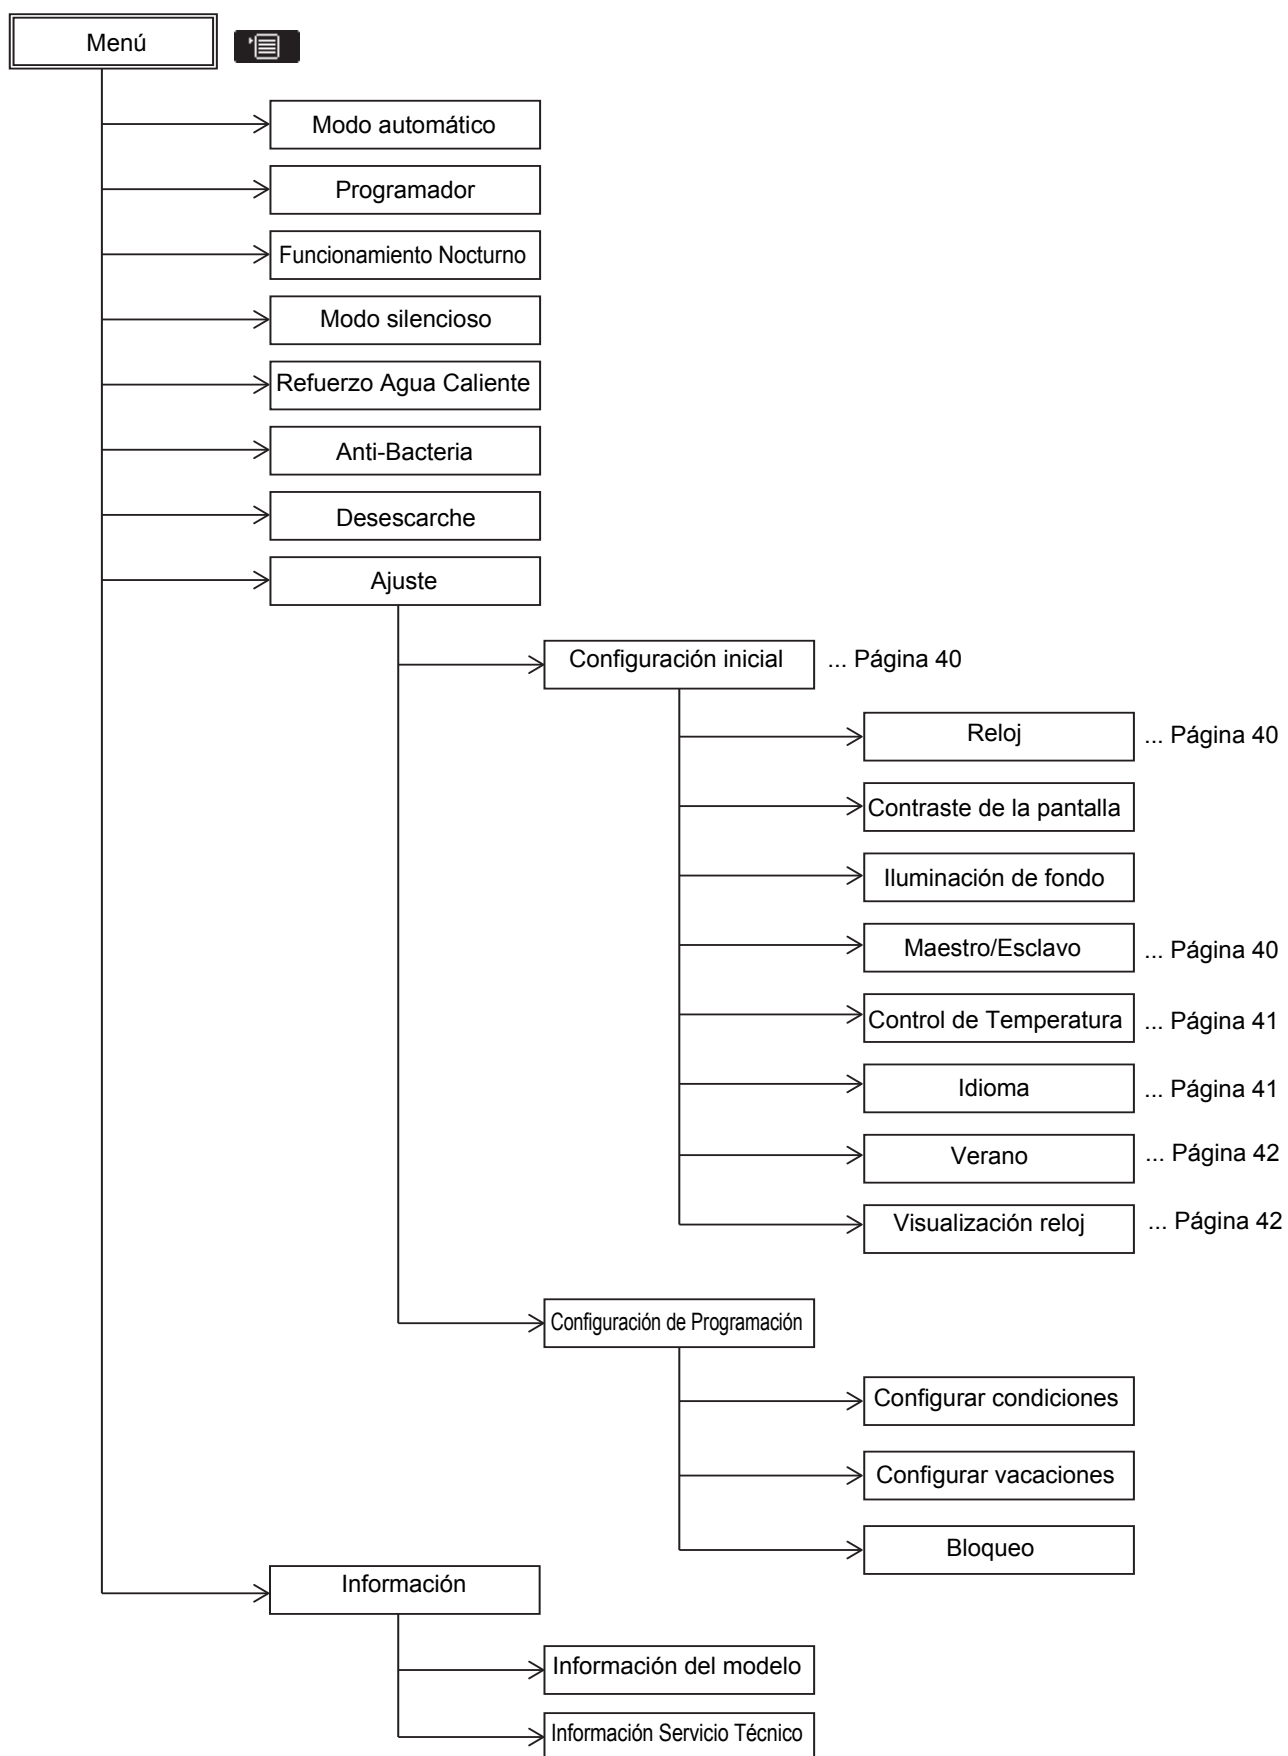 Menú
Modo automático
Programador
Funcionamiento Nocturno
Modo silencioso
Refuerzo Agua Caliente
Anti-Bacteria
Desescarche
Ajuste
Configuración inicial ... Página 40
Reloj ... Página 40
Contraste de la pantalla
Iluminación de fondo
Maestro/Esclavo ... Página 40
Control de Temperatura ... Página 41
Idioma ... Página 41
Verano ... Página 42
Visualización reloj ... Página 42
Configuración de Programación
Configurar condiciones
Configurar vacaciones
Bloqueo
Información
Información del modelo
Información Servicio Técnico